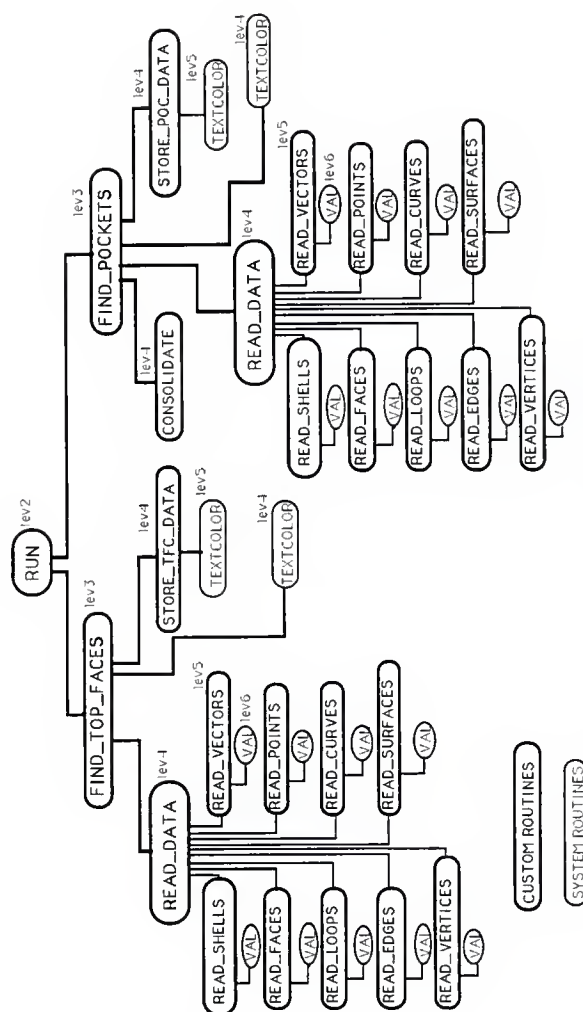 RUN
lev2
FIND_TOP_FACES
lev3
FIND_POCKETS
lev3
READ_DATA
lev4
STORE_TFC_DATA
lev4
TEXTCOLOR
lev5
TEXTCOLOR
lev4
CONSOLIDATE
lev4
READ_DATA
lev4
STORE_POC_DATA
lev4
TEXTCOLOR
lev5
TEXTCOLOR
lev4
READ_SHELLS
VAL
READ_VECTORS
lev5
VAL
lev6
READ_FACES
VAL
READ_POINTS
VAL
READ_LOOPS
VAL
READ_CURVES
VAL
READ_EDGES
VAL
READ_SURFACES
VAL
READ_VERTICES
VAL
READ_SHELLS
VAL
READ_VECTORS
lev5
VAL
lev6
READ_FACES
VAL
READ_POINTS
VAL
READ_LOOPS
VAL
READ_CURVES
VAL
READ_EDGES
VAL
READ_SURFACES
VAL
READ_VERTICES
VAL
CUSTOM ROUTINES
SYSTEM ROUTINES